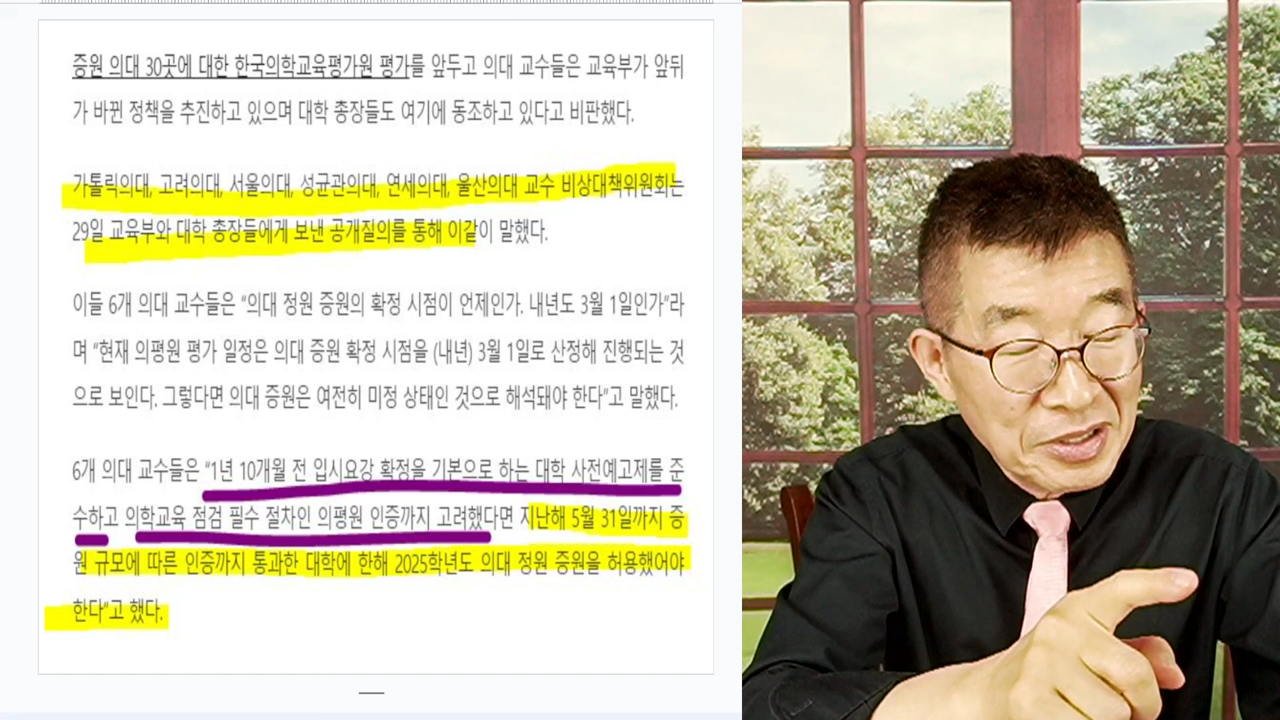 증원 의대 30곳에 대한 한국의학교육평가원 평가를 앞두고 의대 교수들은 교육부가 앞뒤
가 바뀐 정책을 추진하고 있으며 대학 총장들도 여기에 동조하고 있다고 비판했다.
가톨릭의대, 고려의대, 서울의대, 성균관의대, 연세의대, 울산의대 교수 비상대책위원회는
29일 교육부와 대학 총장들에게 보낸 공개질의를 통해 이같이 말했다.
이들 6개 의대 교수들은 “의대 정원 증원의 확정 시점이 언제인가. 내년도 3월 1일인가”라
며 “현재 의평원 평가 일정은 의대 증원 확정 시점을 (내년) 3월 1일로 산정해 진행되는 것
으로 보인다. 그렇다면 의대 증원은 여전히 미정 상태인 것으로 해석돼야 한다”고 말했다.
6개 의대 교수들은 “1년 10개월 전 입시요강 확정을 기본으로 하는 대학 사전예고제를 준
수하고 의학교육 점검 필수 절차인 의평원 인증까지 고려했다면 지난해 5월 31일까지 증
원 규모에 따른 인증까지 통과한 대학에 한해 2025학년도 의대 정원 증원을 허용했어야
한다”고 했다.